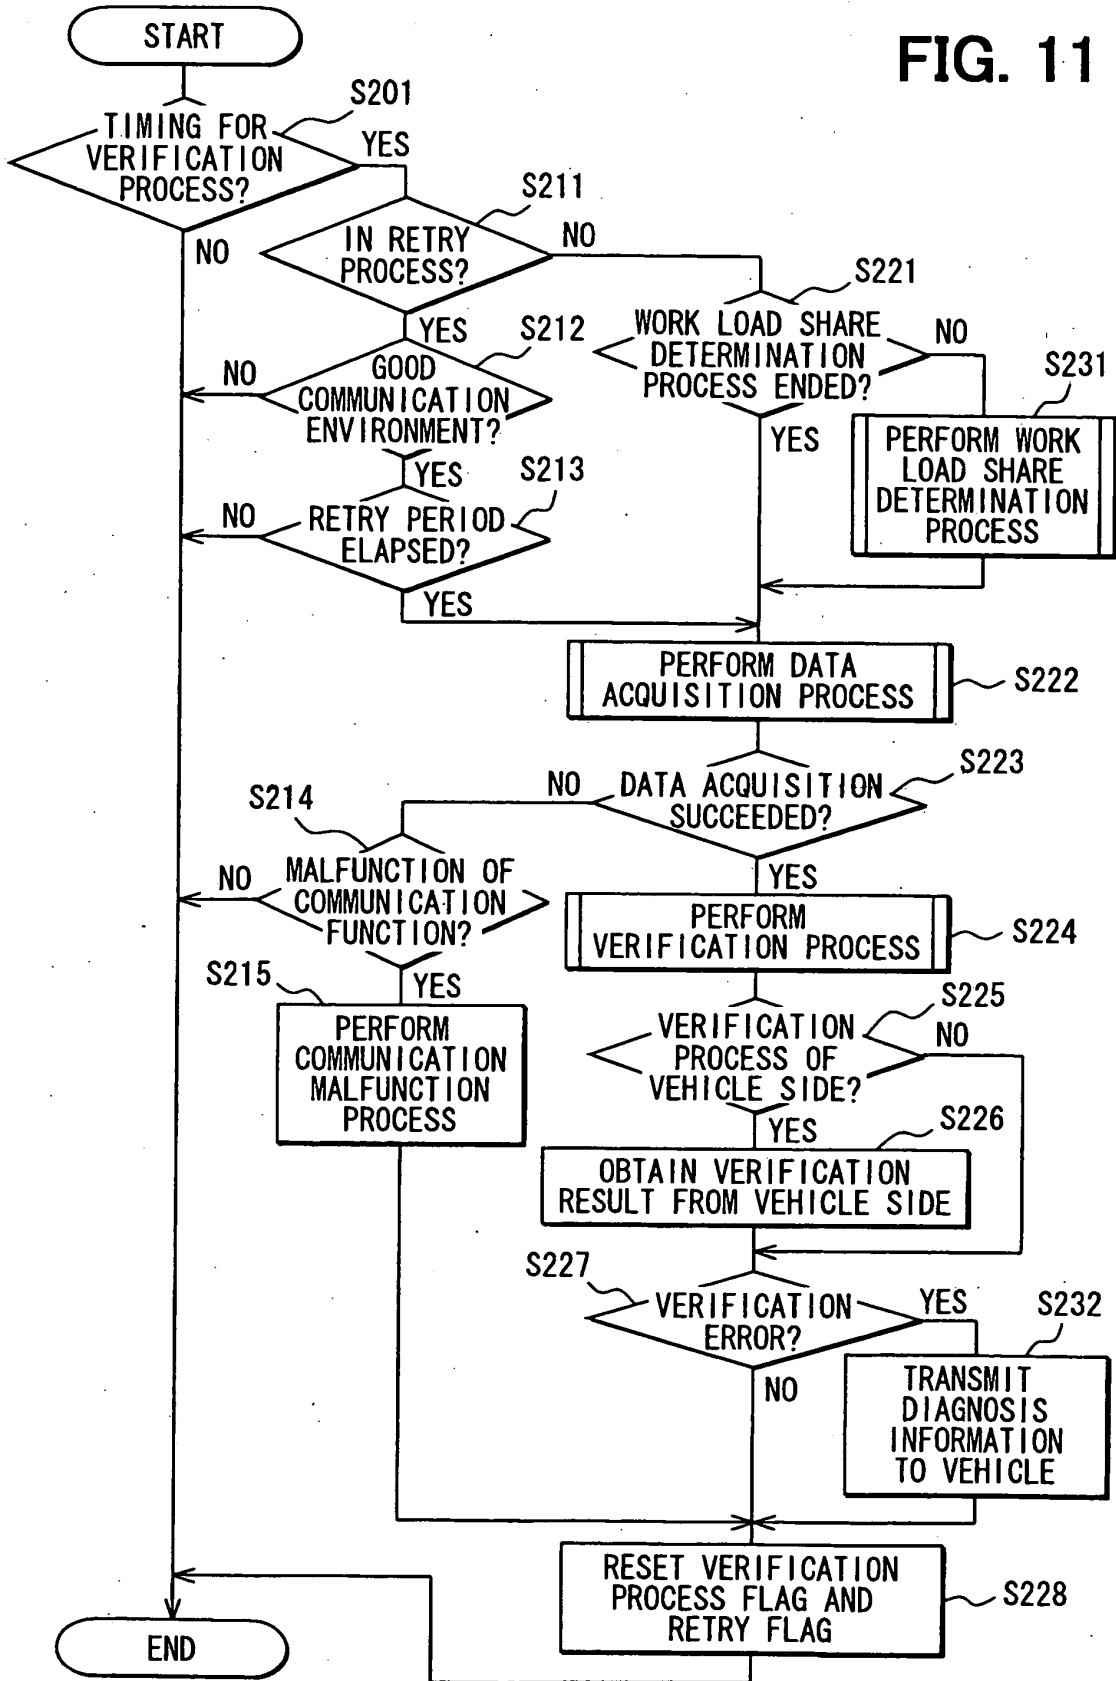 FIG. 11
START
S201
TIMING FOR
VERIFICATION
PROCESS?
YES
NO
S211
IN RETRY
PROCESS?
NO
YES
S212
GOOD
COMMUNICATION
ENVIRONMENT?
NO
YES
S213
RETRY PERIOD
ELAPSED?
NO
YES
S221
WORK LOAD SHARE
DETERMINATION
PROCESS ENDED?
NO
YES
S231
PERFORM WORK
LOAD SHARE
DETERMINATION
PROCESS
PERFORM DATA
ACQUISITION PROCESS
S222
S223
DATA ACQUISITION
SUCCEEDED?
NO
YES
S214
MALFUNCTION OF
COMMUNICATION
FUNCTION?
NO
YES
S215
PERFORM
COMMUNICATION
MALFUNCTION
PROCESS
PERFORM
VERIFICATION PROCESS
S224
S225
VERIFICATION
PROCESS OF
VEHICLE SIDE?
NO
YES
S226
OBTAIN VERIFICATION
RESULT FROM VEHICLE SIDE
S227
VERIFICATION
ERROR?
YES
NO
S232
TRANSMIT
DIAGNOSIS
INFORMATION
TO VEHICLE
RESET VERIFICATION
PROCESS FLAG AND
RETRY FLAG
S228
END